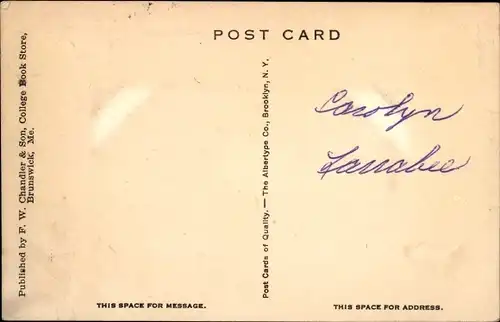 POST CARD
Published by F. W. Chandler & Son, College Book Store,
Brunswick, Me.
Post Cards of Quality.—The Albertype Co., Brooklyn, N. Y.
Carolyn
Larrabee
THIS SPACE FOR MESSAGE.
THIS SPACE FOR ADDRESS.